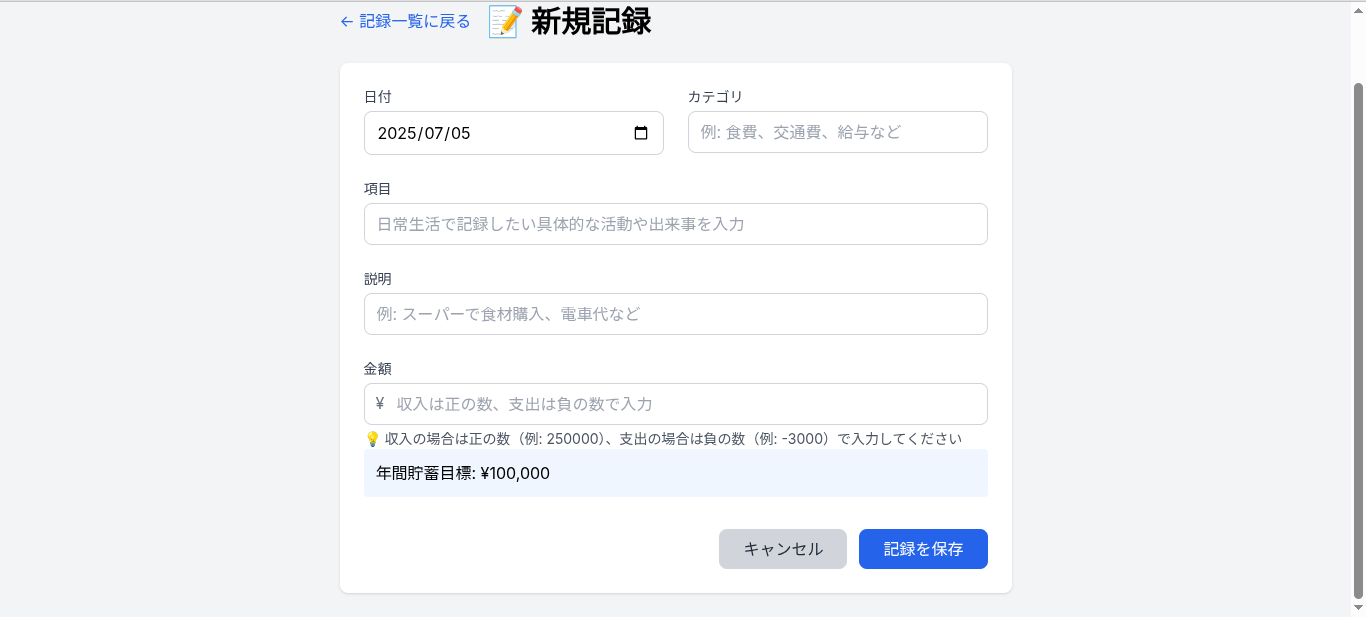 ← 記録一覧に戻る 📝 新規記録
日付 カテゴリ
2025/07/05 例: 食費、交通費、給与など
項目
日常生活で記録したい具体的な活動や出来事を入力
説明
例: スーパーで食材購入、電車代など
金額
¥ 収入は正の数、支出は負の数で入力
💡 収入の場合は正の数（例: 250000）、支出の場合は負の数（例: -3000）で入力してください
年間貯蓄目標: ¥100,000
キャンセル 記録を保存